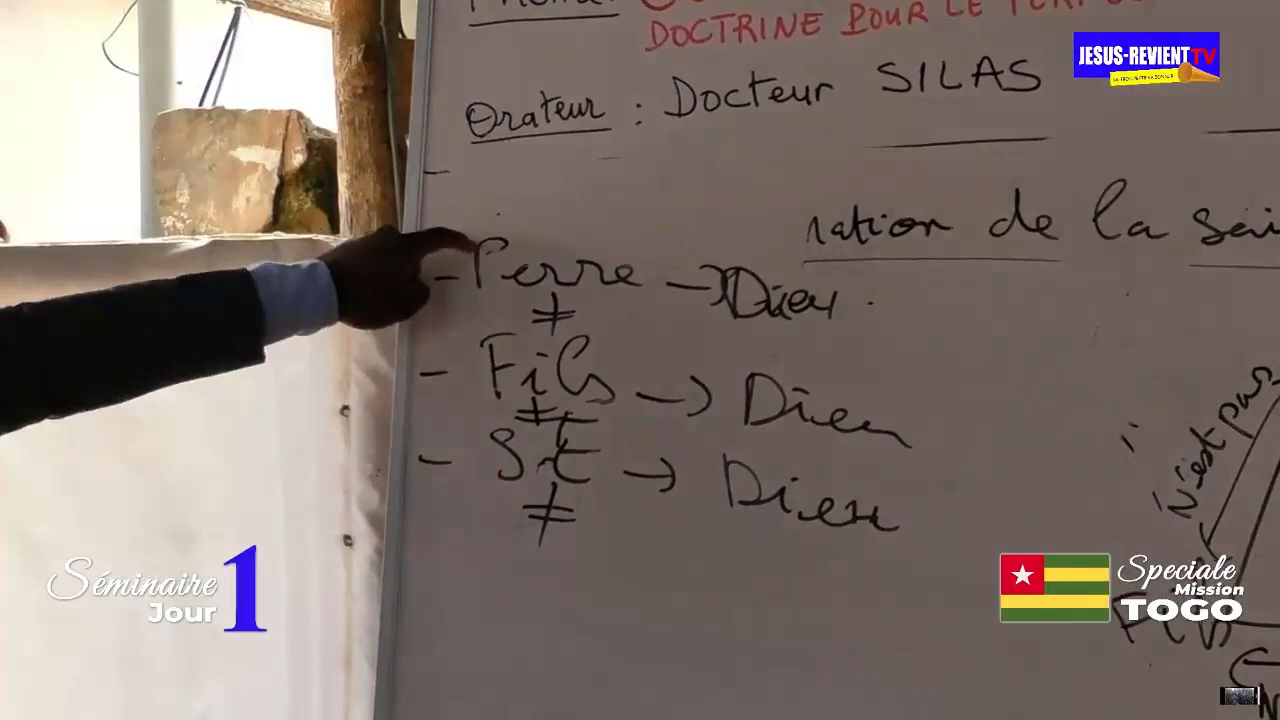 DOCTRINE POUR LE
JESUS-REVIENT TV
Orateur : Docteur SILAS
ration de la sai
- Perre → Dieu
≠
- Fils → Dieu
≠
- St → Dieu
≠
n'est pas
Fils
Séminaire
Jour 1
Speciale
Mission
TOGO